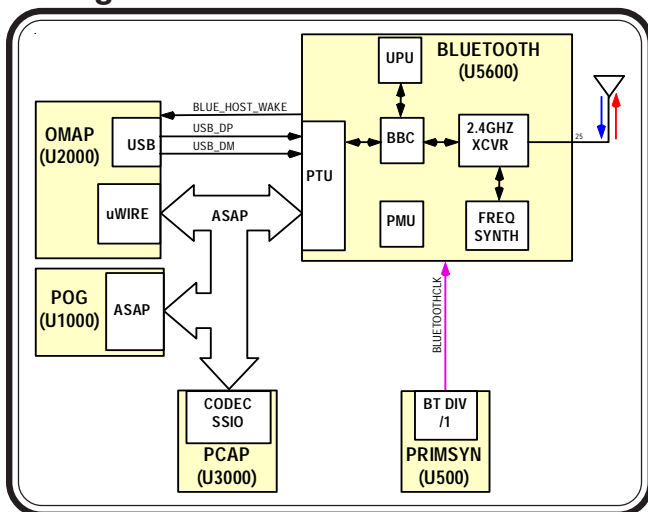 BLUETOOTH
(U5600)
UPU
BLUE_HOST_WAKE
OMAP
(U2000)
USB
USB_DP
USB_DM
PTU
BBC
2.4GHZ
XCVR
25
uWIRE
ASAP
PMU
FREQ
SYNTH
POG
(U1000)
ASAP
BLUETOOTHCLK
CODEC
SSIO
PCAP
(U3000)
BT DIV
/1
PRIMSYN
(U500)